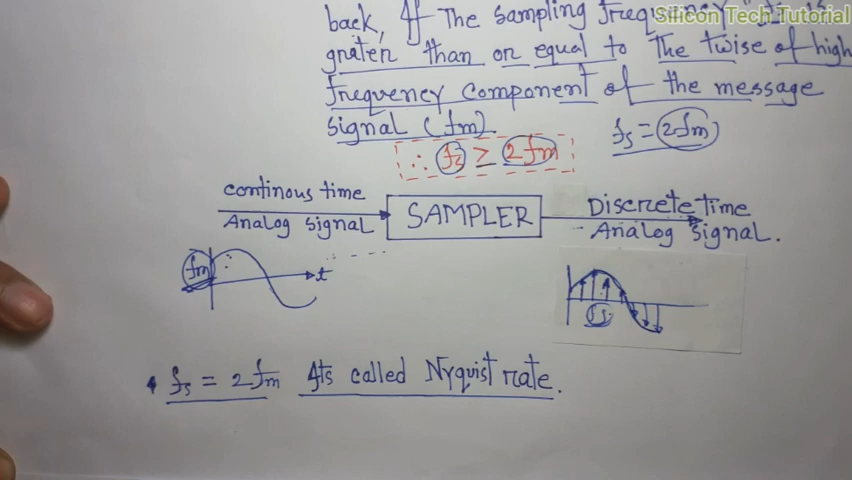 back, If The sampling frequency
Silicon Tech Tutorial
grater than or equal to The twise of high
frequency component of the message
signal (fm).
fs = 2fm
∴ fs ≥ 2fm
continous time
Analog signal
SAMPLER
Discrete time
Analog signal.
fm
t
fs
fs = 2fm Its called Nyquist rate.